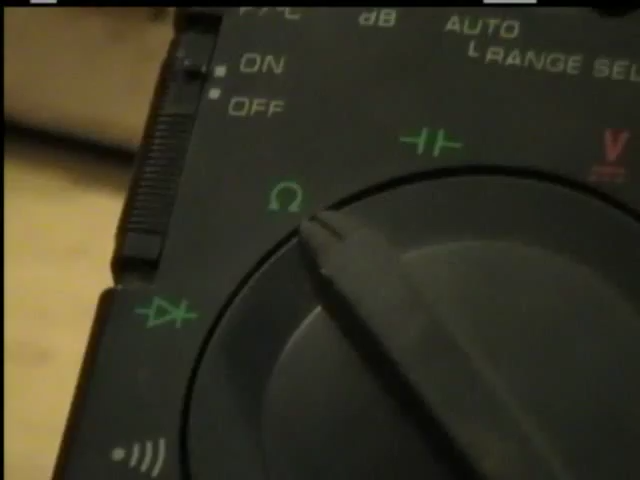 dB
AUTO
RANGE SEL
ON
OFF
V
Ω